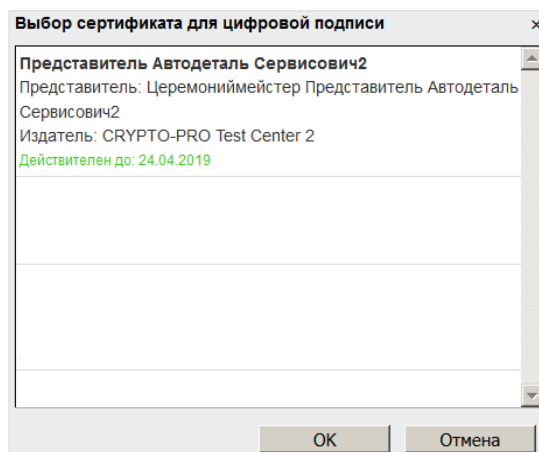 Выбор сертификата для цифровой подписи
Представитель Автодеталь Сервисович2
Представитель: Церемониймейстер Представитель Автодеталь
Сервисович2
Издатель: CRYPTO-PRO Test Center 2
Действителен до: 24.04.2019
OK Отмена